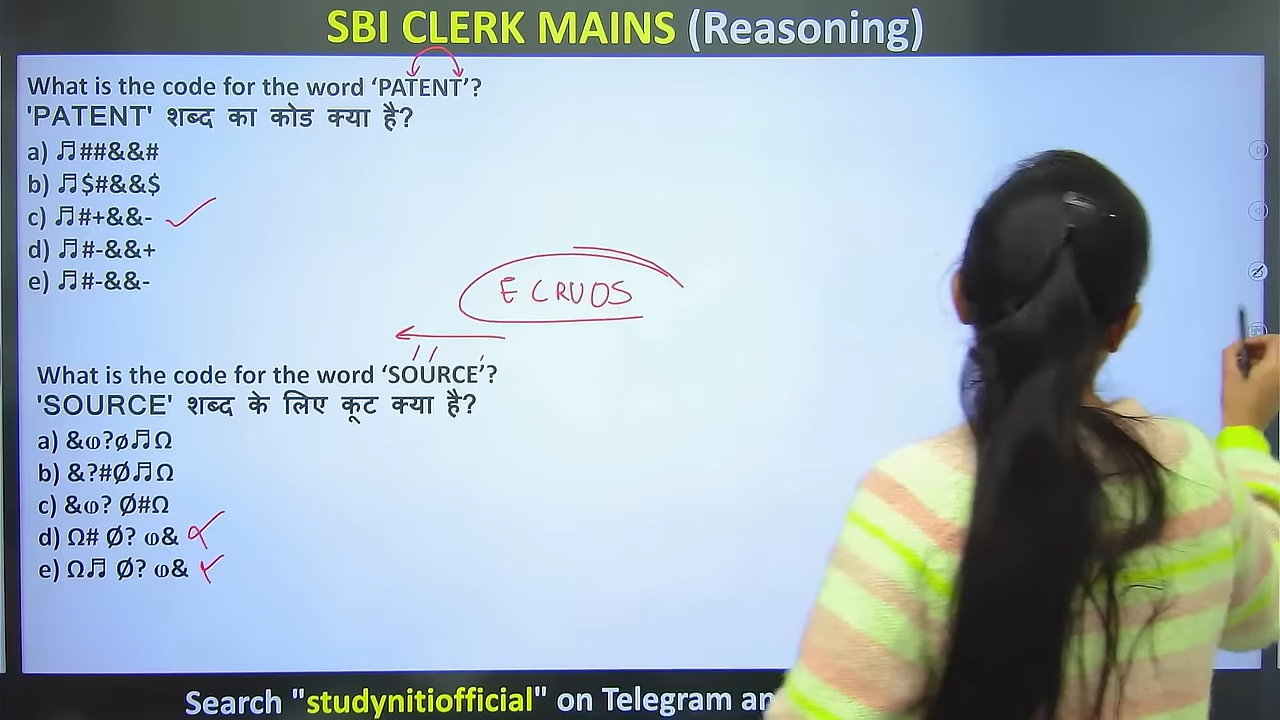 SBI CLERK MAINS (Reasoning)
What is the code for the word ‘PATENT’?
'PATENT' शब्द का कोड क्या है?
a) ♬##&&#
b) ♬$#&&$
c) ♬#+&&-
d) ♬#-&&+
e) ♬#-&&-
ECRUOS
What is the code for the word ‘SOURCE’?
'SOURCE' शब्द के लिए कूट क्या है?
a) &ω?ø♬Ω
b) &?#Ø♬Ω
c) &ω? Ø#Ω
d) Ω# Ø? ω&
e) Ω♬ Ø? ω&
Search "studynitiofficial" on Telegram an